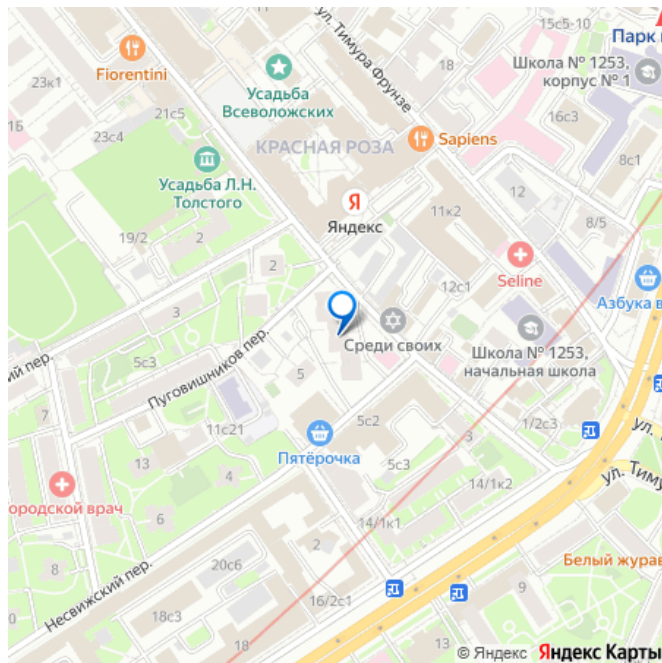 15с5-10
ул. Тимура Фрунзе
Парк
23к1
Fiorentini
18
Школа № 1253,
корпус № 1
Усадьба
Всеволожских
21с5
16с3
23с4
КРАСНАЯ РОЗА
Sapiens
8с1
Усадьба Л.Н.
Толстого
12
Яндекс
11к2
8/5
19/2
2
2
Seline
Азбука в
12с1
3
Среди своих
Школа № 1253,
начальная школа
5с3
Пуговишников пер.
5
ий пер.
7
11с21
5с2
1/2с3
Пятёрочка
3
ул.
13
4
5с3
14/1к2
ул. Тиму
ородской врач
6
14/1к1
8
Несвижский пер.
20с6
2
Белый журав
16/2с1
9
18с3
18
13
© Яндекс Яндекс Карты